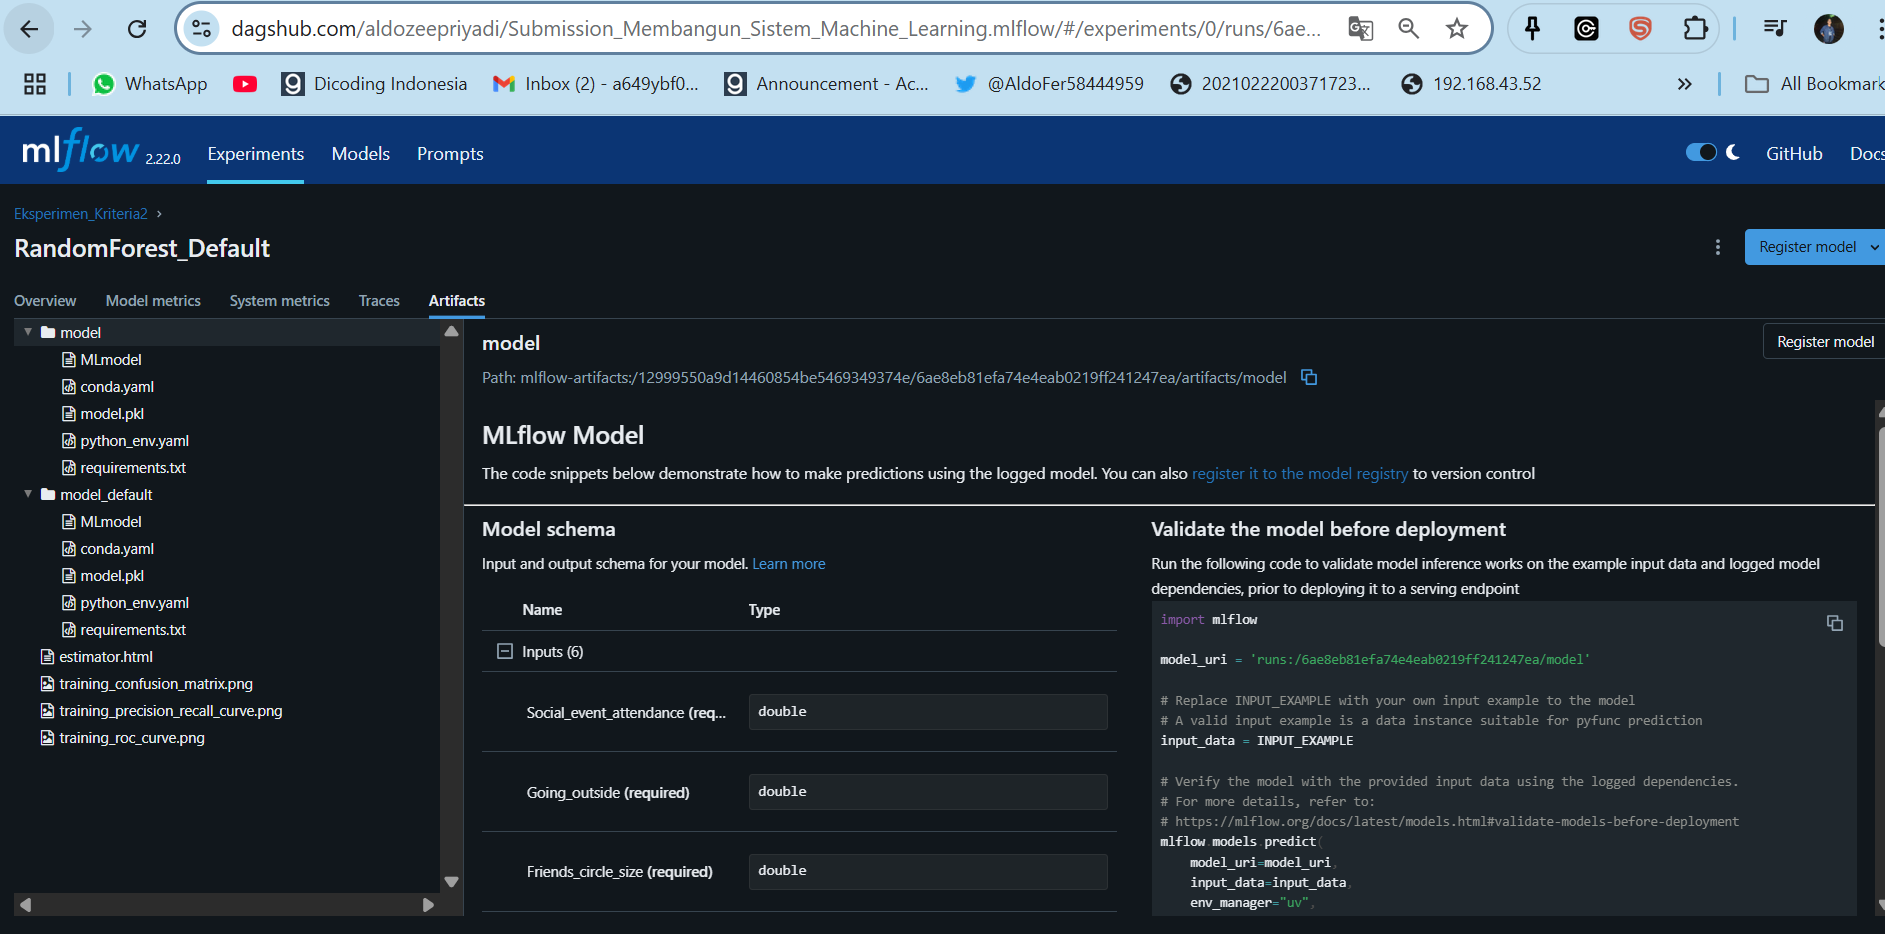 dagshub.com/aldozeepriyadi/Submission_Membangun_Sistem_Machine_Learning.mlflow/#/experiments/0/runs/6ae...
WhatsApp
Dicoding Indonesia
Inbox (2) - a649ybf0...
Announcement - Ac...
@AldoFer58444959
2021022200371723...
192.168.43.52
All Bookmark
mlflow 2.22.0
Experiments
Models
Prompts
GitHub
Docs
Eksperimen_Kriteria2
RandomForest_Default
Register model
Overview
Model metrics
System metrics
Traces
Artifacts
model
MLmodel
conda.yaml
model.pkl
python_env.yaml
requirements.txt
model_default
MLmodel
conda.yaml
model.pkl
python_env.yaml
requirements.txt
estimator.html
training_confusion_matrix.png
training_precision_recall_curve.png
training_roc_curve.png
model
Register model
Path: mlflow-artifacts:/12999550a9d14460854be5469349374e/6ae8eb81efa74e4eab0219ff241247ea/artifacts/model
MLflow Model
The code snippets below demonstrate how to make predictions using the logged model. You can also register it to the model registry to version control
Model schema
Input and output schema for your model. Learn more
Name Type
Inputs (6)
Social_event_attendance (req... double
Going_outside (required) double
Friends_circle_size (required) double
Validate the model before deployment
Run the following code to validate model inference works on the example input data and logged model
dependencies, prior to deploying it to a serving endpoint
import mlflow
model_uri = 'runs:/6ae8eb81efa74e4eab0219ff241247ea/model'
# Replace INPUT_EXAMPLE with your own input example to the model
# A valid input example is a data instance suitable for pyfunc prediction
input_data = INPUT_EXAMPLE
# Verify the model with the provided input data using the logged dependencies.
# For more details, refer to:
# https://mlflow.org/docs/latest/models.html#validate-models-before-deployment
mlflow.models.predict(
model_uri=model_uri,
input_data=input_data,
env_manager="uv",